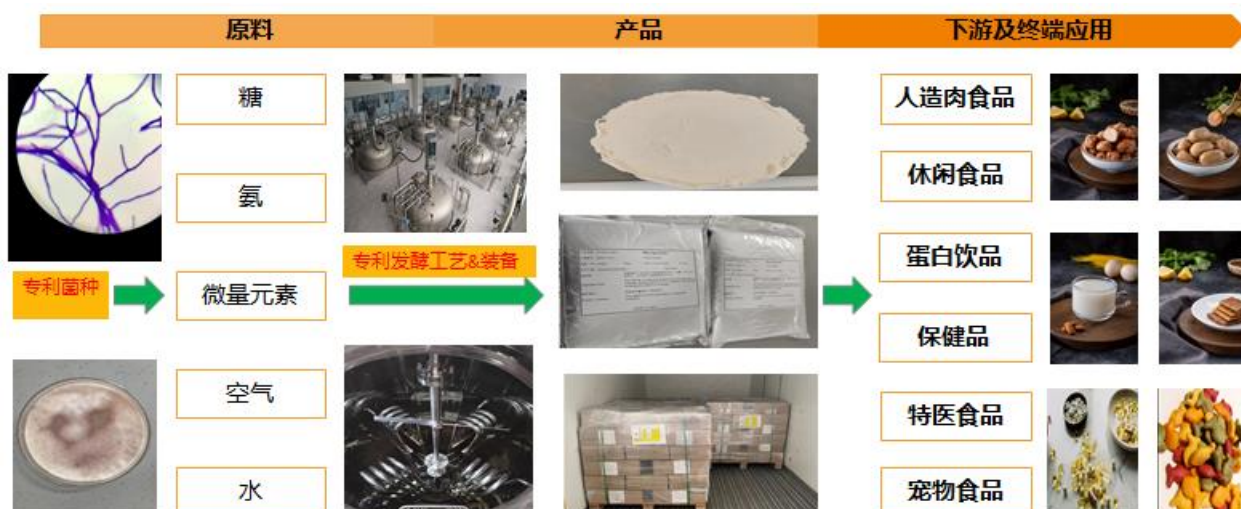 原料
产品
下游及终端应用
糖
氨
微量元素
空气
水
专利菌种
专利发酵工艺&装备
人造肉食品
休闲食品
蛋白饮品
保健品
特医食品
宠物食品